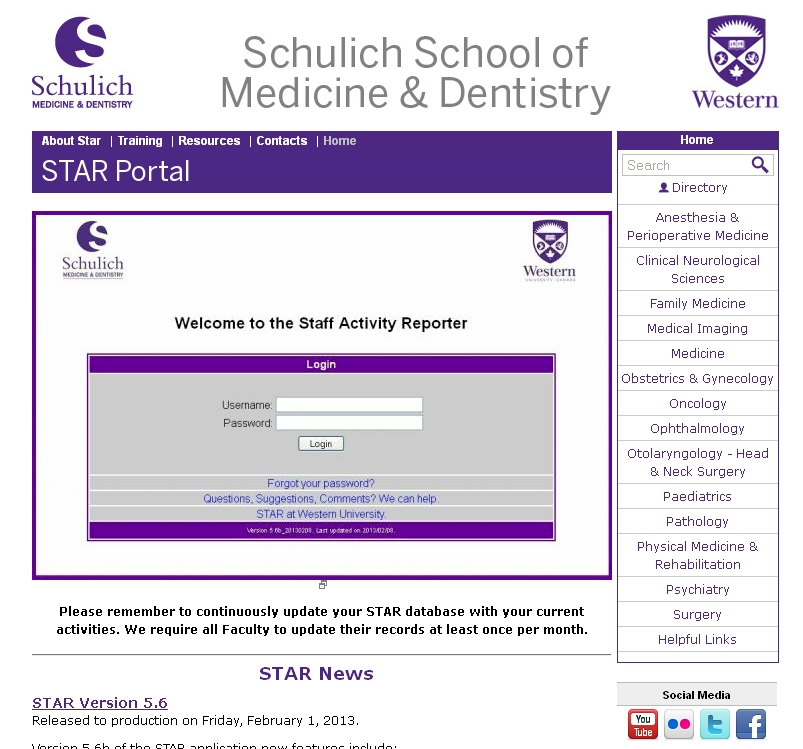 Schulich
MEDICINE & DENTISTRY
Schulich School of
Medicine & Dentistry
Western
About Star | Training | Resources | Contacts | Home
STAR Portal
Schulich
MEDICINE & DENTISTRY
Western
UNIVERSITY · CANADA
Welcome to the Staff Activity Reporter
Login
Username:
Password:
Login
Forgot your password?
Questions, Suggestions, Comments? We can help.
STAR at Western University.
Version 5.6b_20130208. Last updated on 2013/02/08.
Please remember to continuously update your STAR database with your current
activities. We require all Faculty to update their records at least once per month.
STAR News
STAR Version 5.6
Released to production on Friday, February 1, 2013.
Version 5.6b of the STAR application new features include:
Home
Search
Directory
Anesthesia &
Perioperative Medicine
Clinical Neurological
Sciences
Family Medicine
Medical Imaging
Medicine
Obstetrics & Gynecology
Oncology
Ophthalmology
Otolaryngology - Head
& Neck Surgery
Paediatrics
Pathology
Physical Medicine &
Rehabilitation
Psychiatry
Surgery
Helpful Links
Social Media
You
Tube
t
f